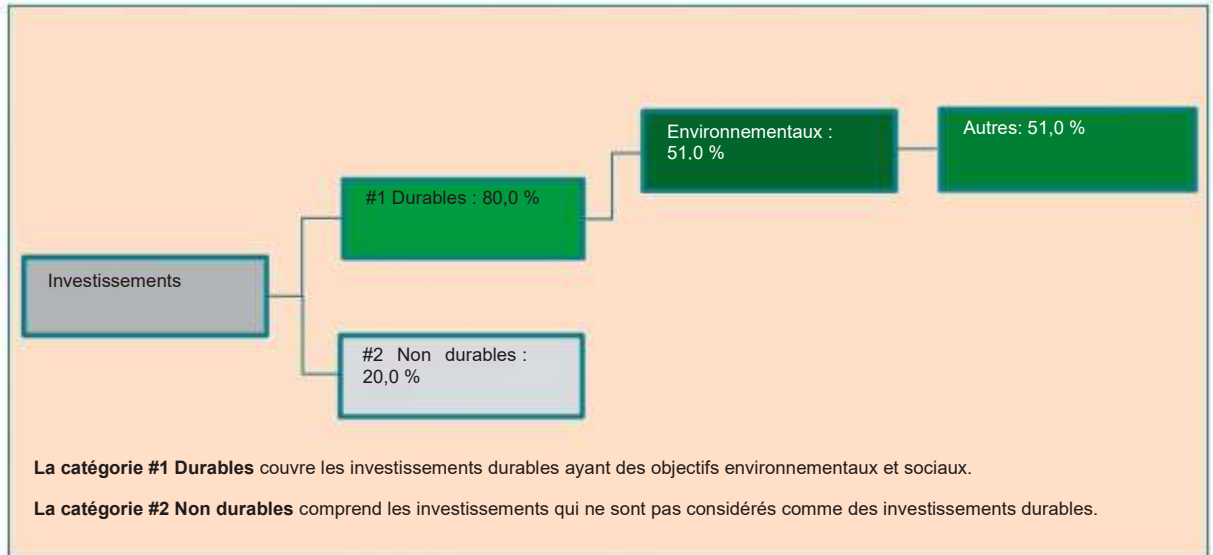 Environnementaux :
51.0 %
Autres: 51,0 %
#1 Durables : 80,0 %
Investissements
#2 Non durables :
20,0 %
La catégorie #1 Durables couvre les investissements durables ayant des objectifs environnementaux et sociaux.
La catégorie #2 Non durables comprend les investissements qui ne sont pas considérés comme des investissements durables.